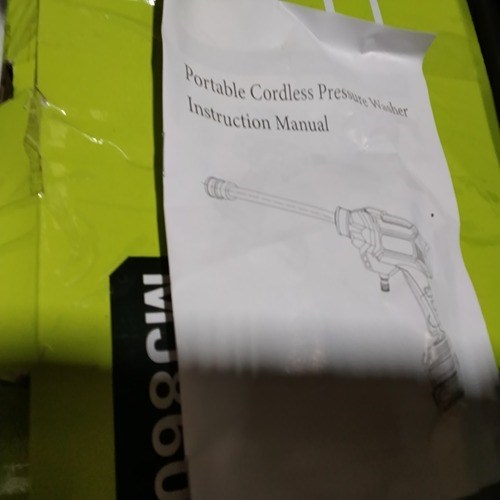 Portable Cordless Pressure Washer
Instruction Manual